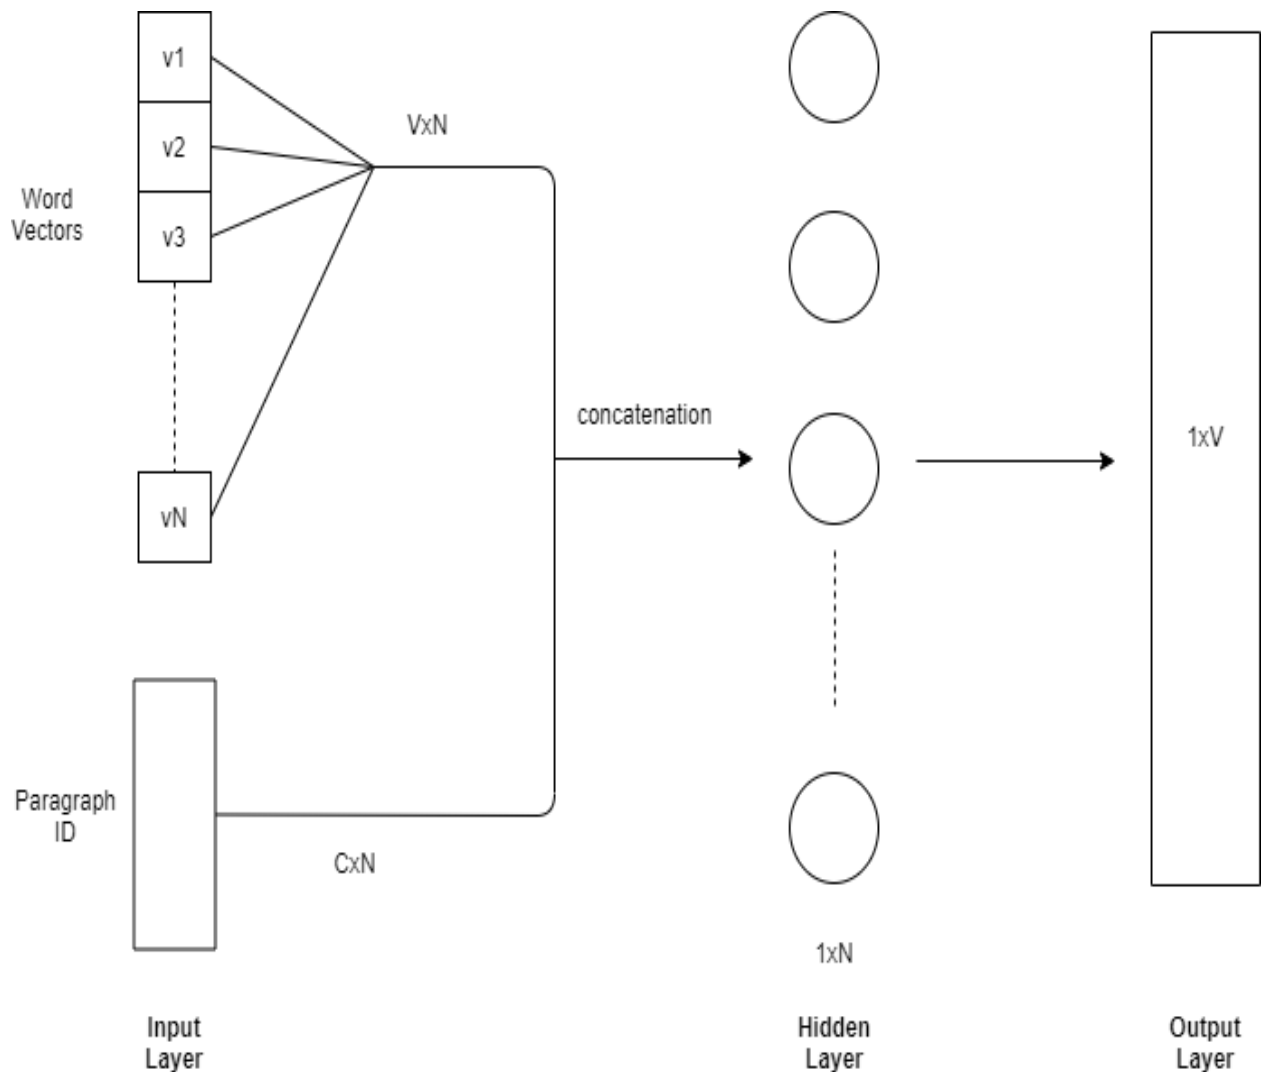 v1
v2
v3
vN
Word
Vectors
VxN
concatenation
1xV
Paragraph
ID
CxN
1xN
Input
Layer
Hidden
Layer
Output
Layer